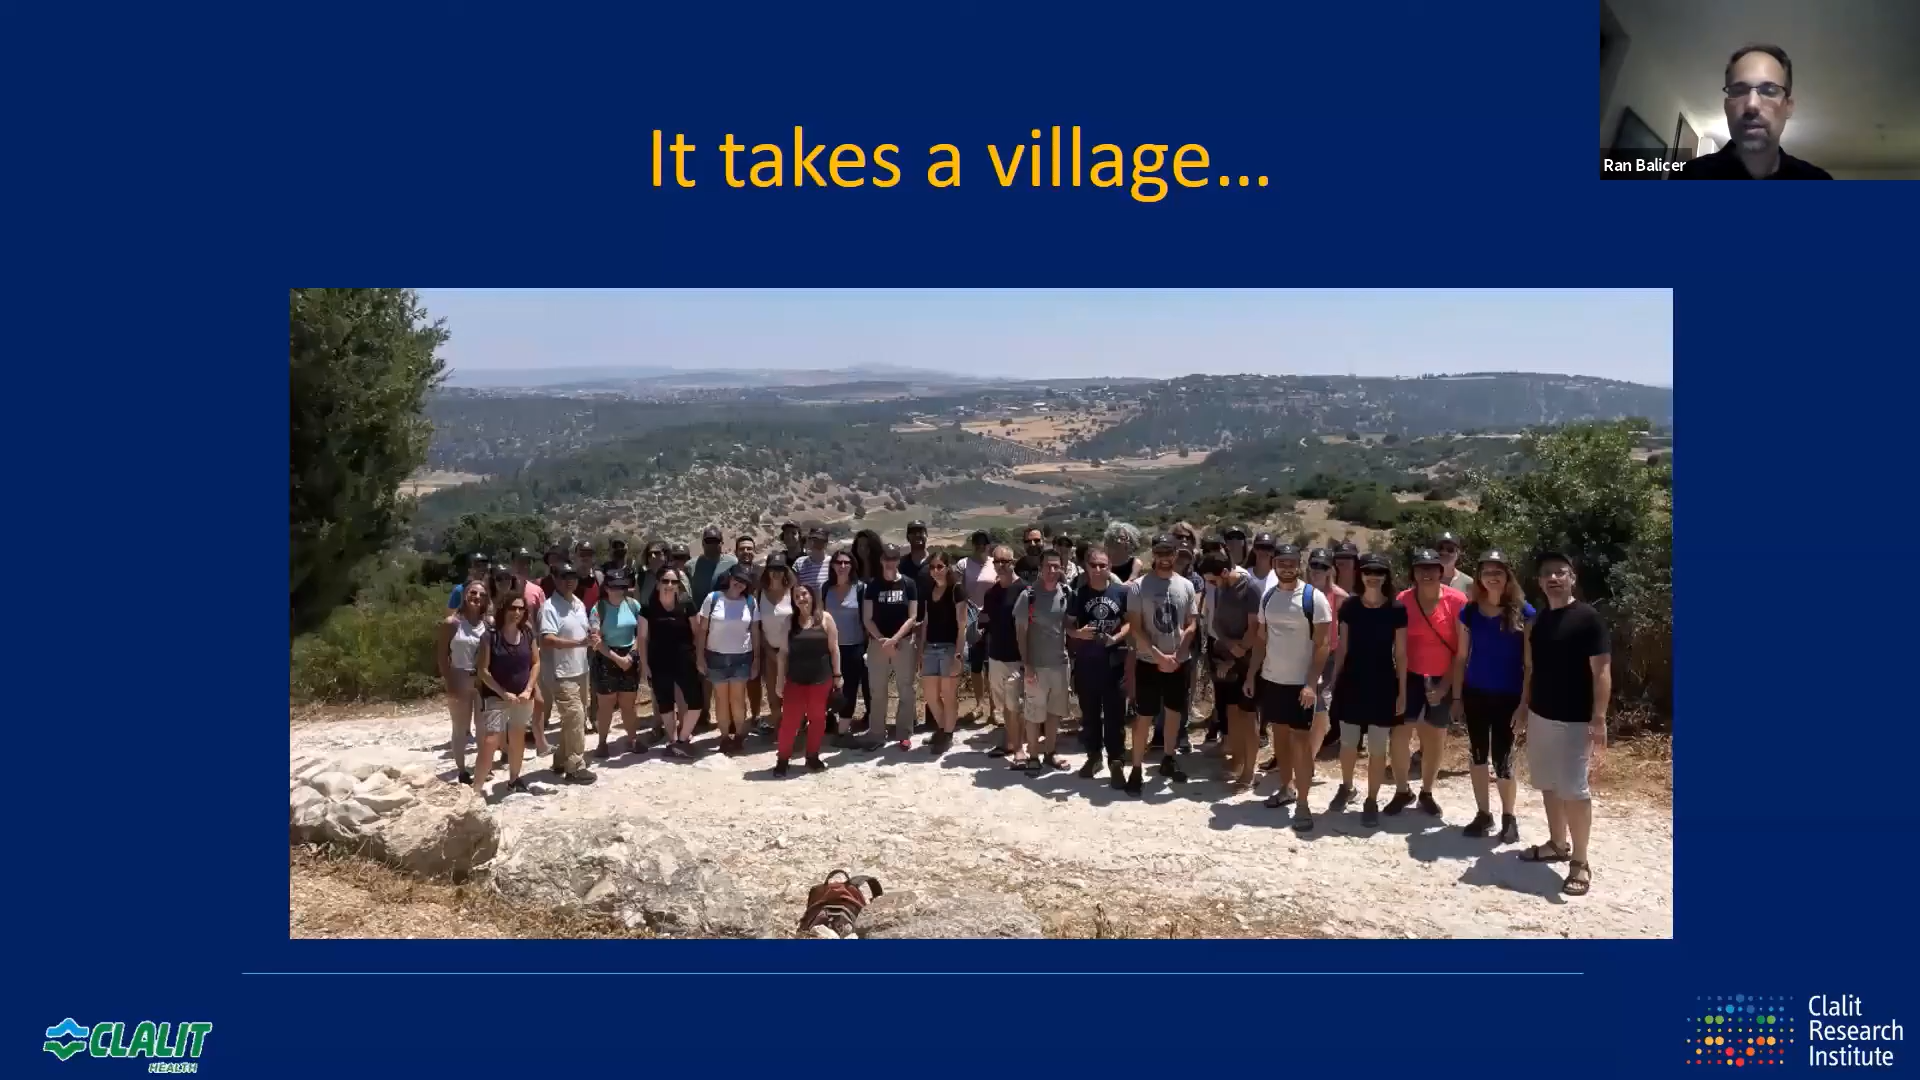 It takes a village...
Ran Balicer
CLALIT
HEALTH
Clalit
Research
Institute